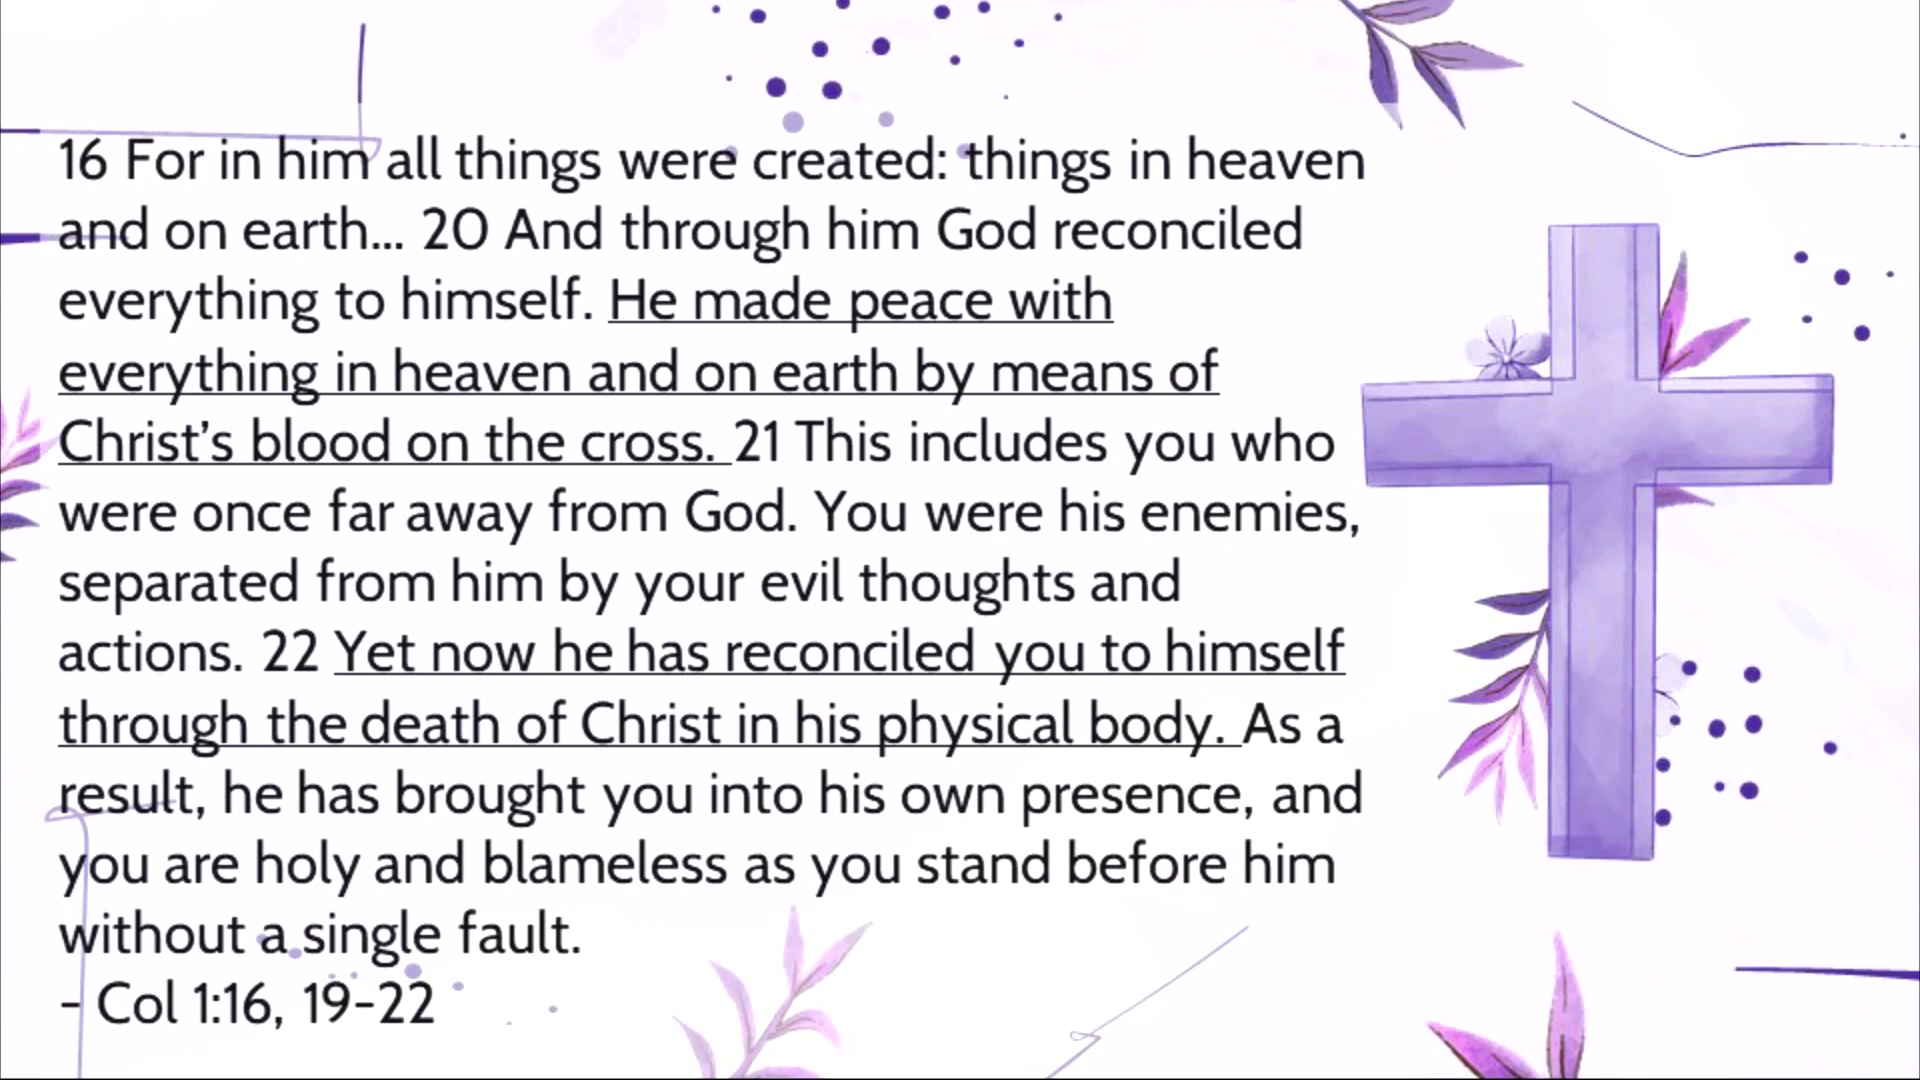 16 For in him all things were created: things in heaven
and on earth... 20 And through him God reconciled
everything to himself. He made peace with
everything in heaven and on earth by means of
Christ’s blood on the cross. 21 This includes you who
were once far away from God. You were his enemies,
separated from him by your evil thoughts and
actions. 22 Yet now he has reconciled you to himself
through the death of Christ in his physical body. As a
result, he has brought you into his own presence, and
you are holy and blameless as you stand before him
without a single fault.
- Col 1:16, 19-22